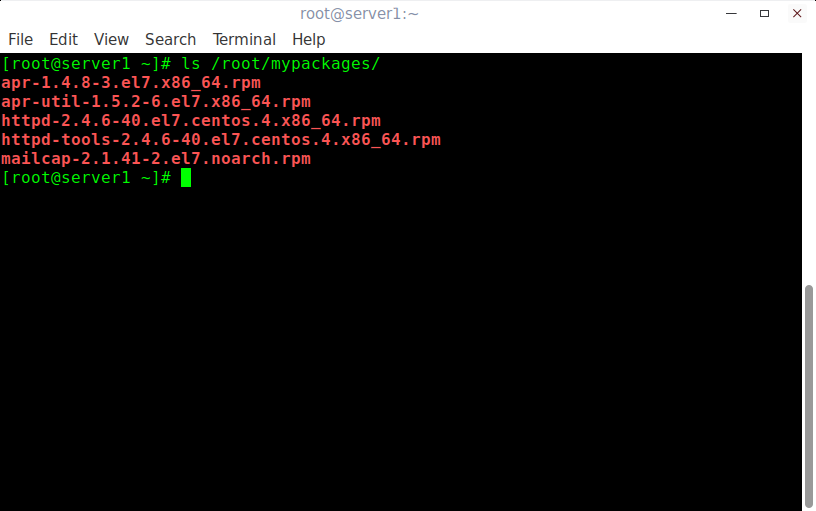 root@server1:~
File Edit View Search Terminal Help
[root@server1 ~]# ls /root/mypackages/
apr-1.4.8-3.el7.x86_64.rpm
apr-util-1.5.2-6.el7.x86_64.rpm
httpd-2.4.6-40.el7.centos.4.x86_64.rpm
httpd-tools-2.4.6-40.el7.centos.4.x86_64.rpm
mailcap-2.1.41-2.el7.noarch.rpm
[root@server1 ~]#